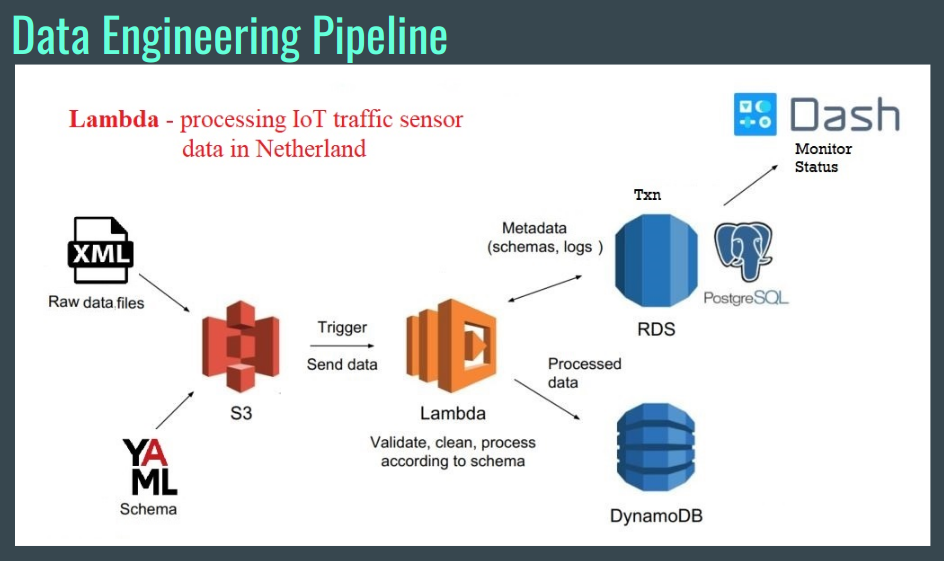 Data Engineering Pipeline
Lambda - processing IoT traffic sensor
data in Netherland
Dash
Monitor
Status
Txn
Metadata
(schemas, logs )
XML
Raw data files
PostgreSQL
RDS
Trigger
Send data
Processed
data
S3
Lambda
Validate, clean, process
according to schema
YA
ML
Schema
DynamoDB